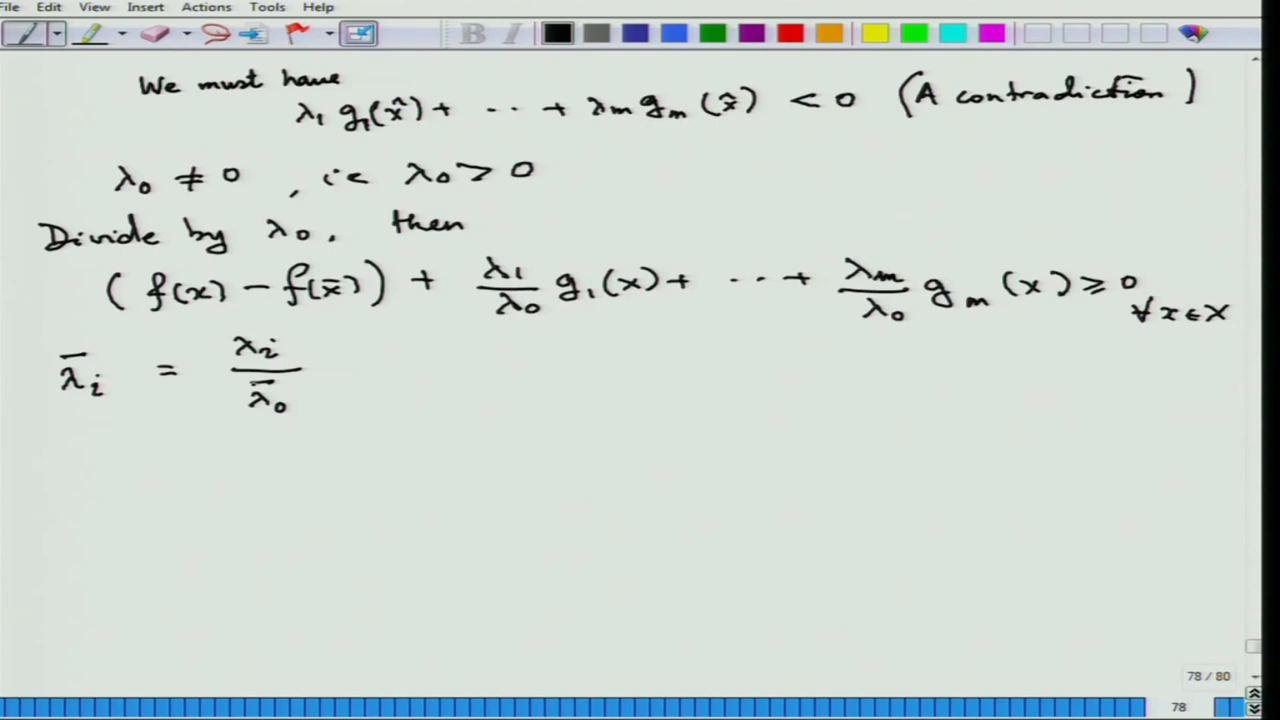 File Edit View Insert Actions Tools Help
B I
We must have
λ₁ g₁(x̂) + ⋯ + λₘ gₘ(x̂) < 0 (A contradiction)
λ₀ ≠ 0, ie λ₀ > 0
Divide by λ₀, then
(f(x) − f(x̄)) + λ₁/λ₀ g₁(x) + ⋯ + λₘ/λ₀ gₘ(x) ≥ 0 ∀ x ∈ X
λ̄ᵢ = λᵢ/λ̄₀
78 / 80
78